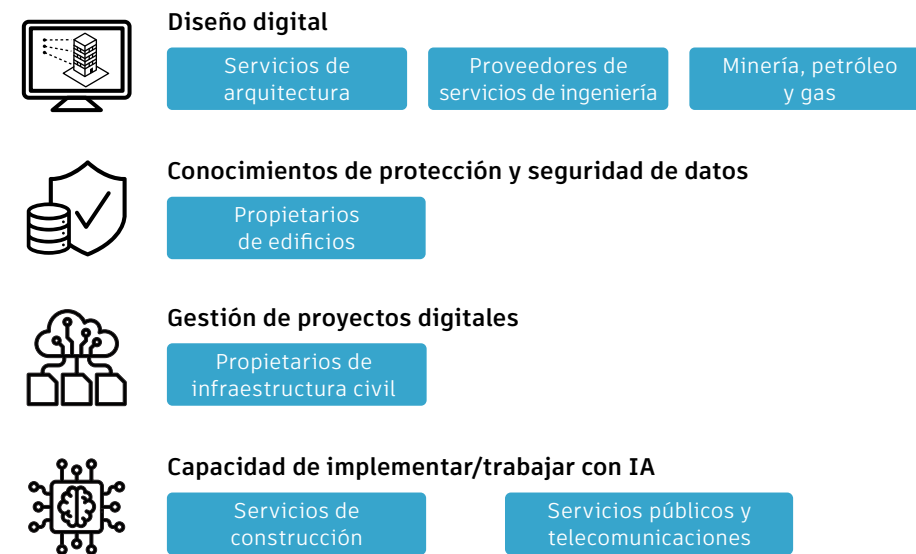 Diseño digital
Servicios de
arquitectura
Proveedores de
servicios de ingeniería
Minería, petróleo
y gas
Conocimientos de protección y seguridad de datos
Propietarios
de edificios
Gestión de proyectos digitales
Propietarios de
infraestructura civil
Capacidad de implementar/trabajar con IA
Servicios de
construcción
Servicios públicos y
telecomunicaciones